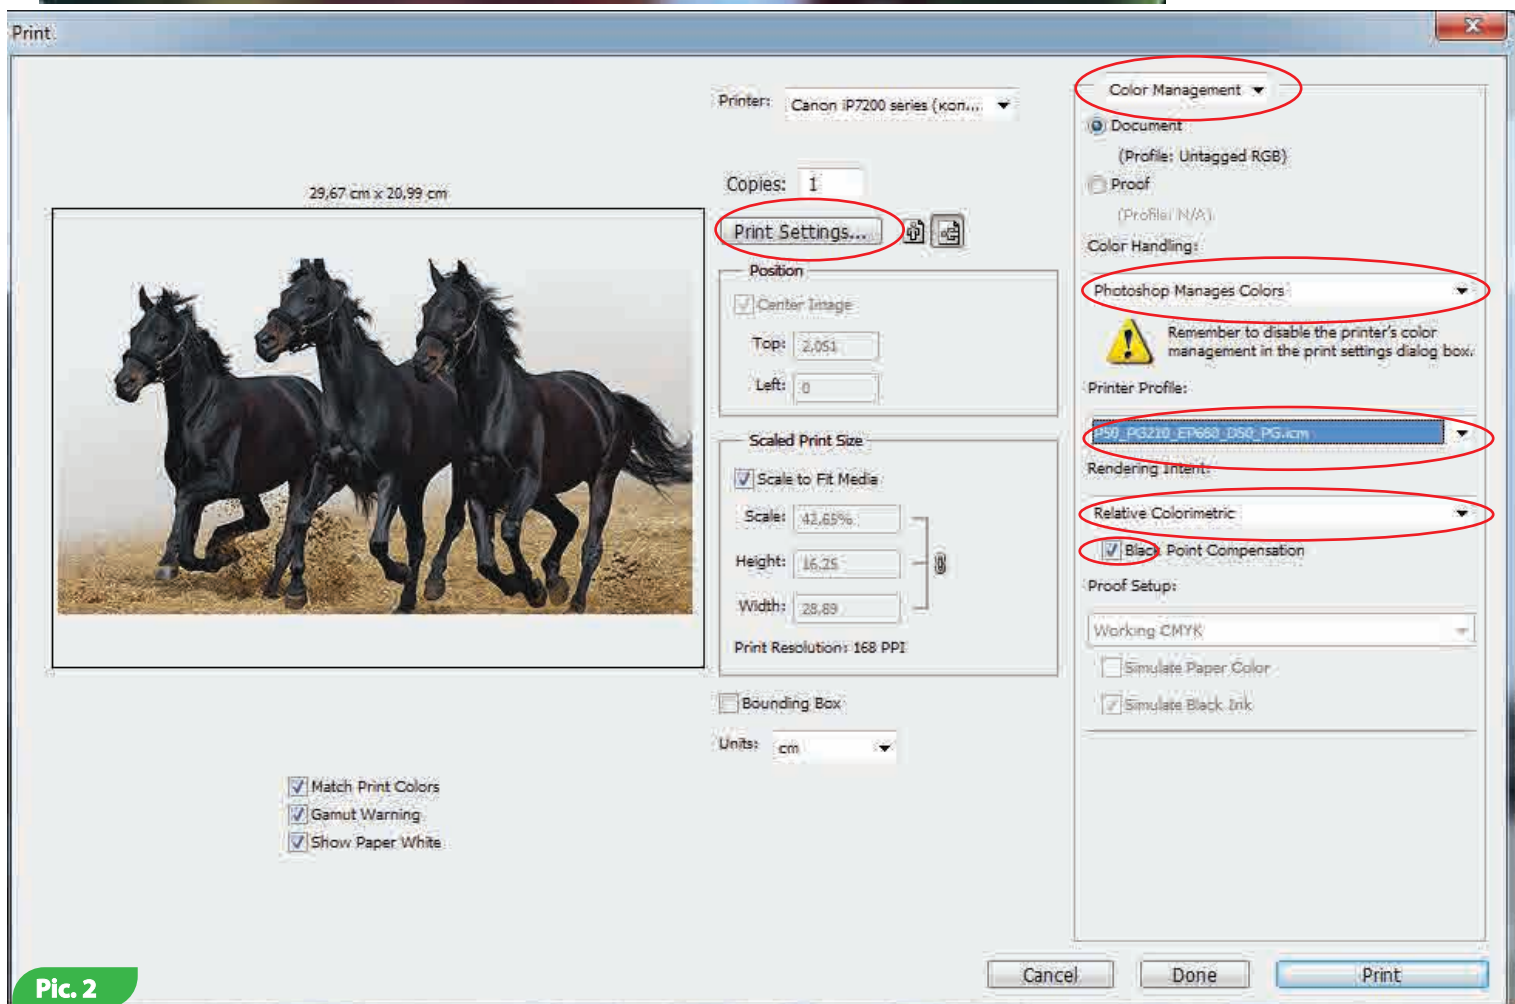 Print
29,67 cm x 20,99 cm
Match Print Colors
Gamut Warning
Show Paper White
Printer: Canon iP7200 series (коп...
Copies: 1
Print Settings...
Position
Center Image
Top: 2,051
Left: 0
Scaled Print Size
Scale to Fit Media
Scale: 42,65%
Height: 16,25
Width: 28,89
Print Resolution: 168 PPI
Bounding Box
Units: cm
Color Management
Document
(Profile: Untagged RGB)
Proof
(Profile: N/A)
Color Handling:
Photoshop Manages Colors
Remember to disable the printer's color
management in the print settings dialog box.
Printer Profile:
P50_PG210_EP660_D50_PG.icm
Rendering Intent:
Relative Colorimetric
Black Point Compensation
Proof Setup:
Working CMYK
Simulate Paper Color
Simulate Black Ink
Cancel
Done
Print
Pic. 2